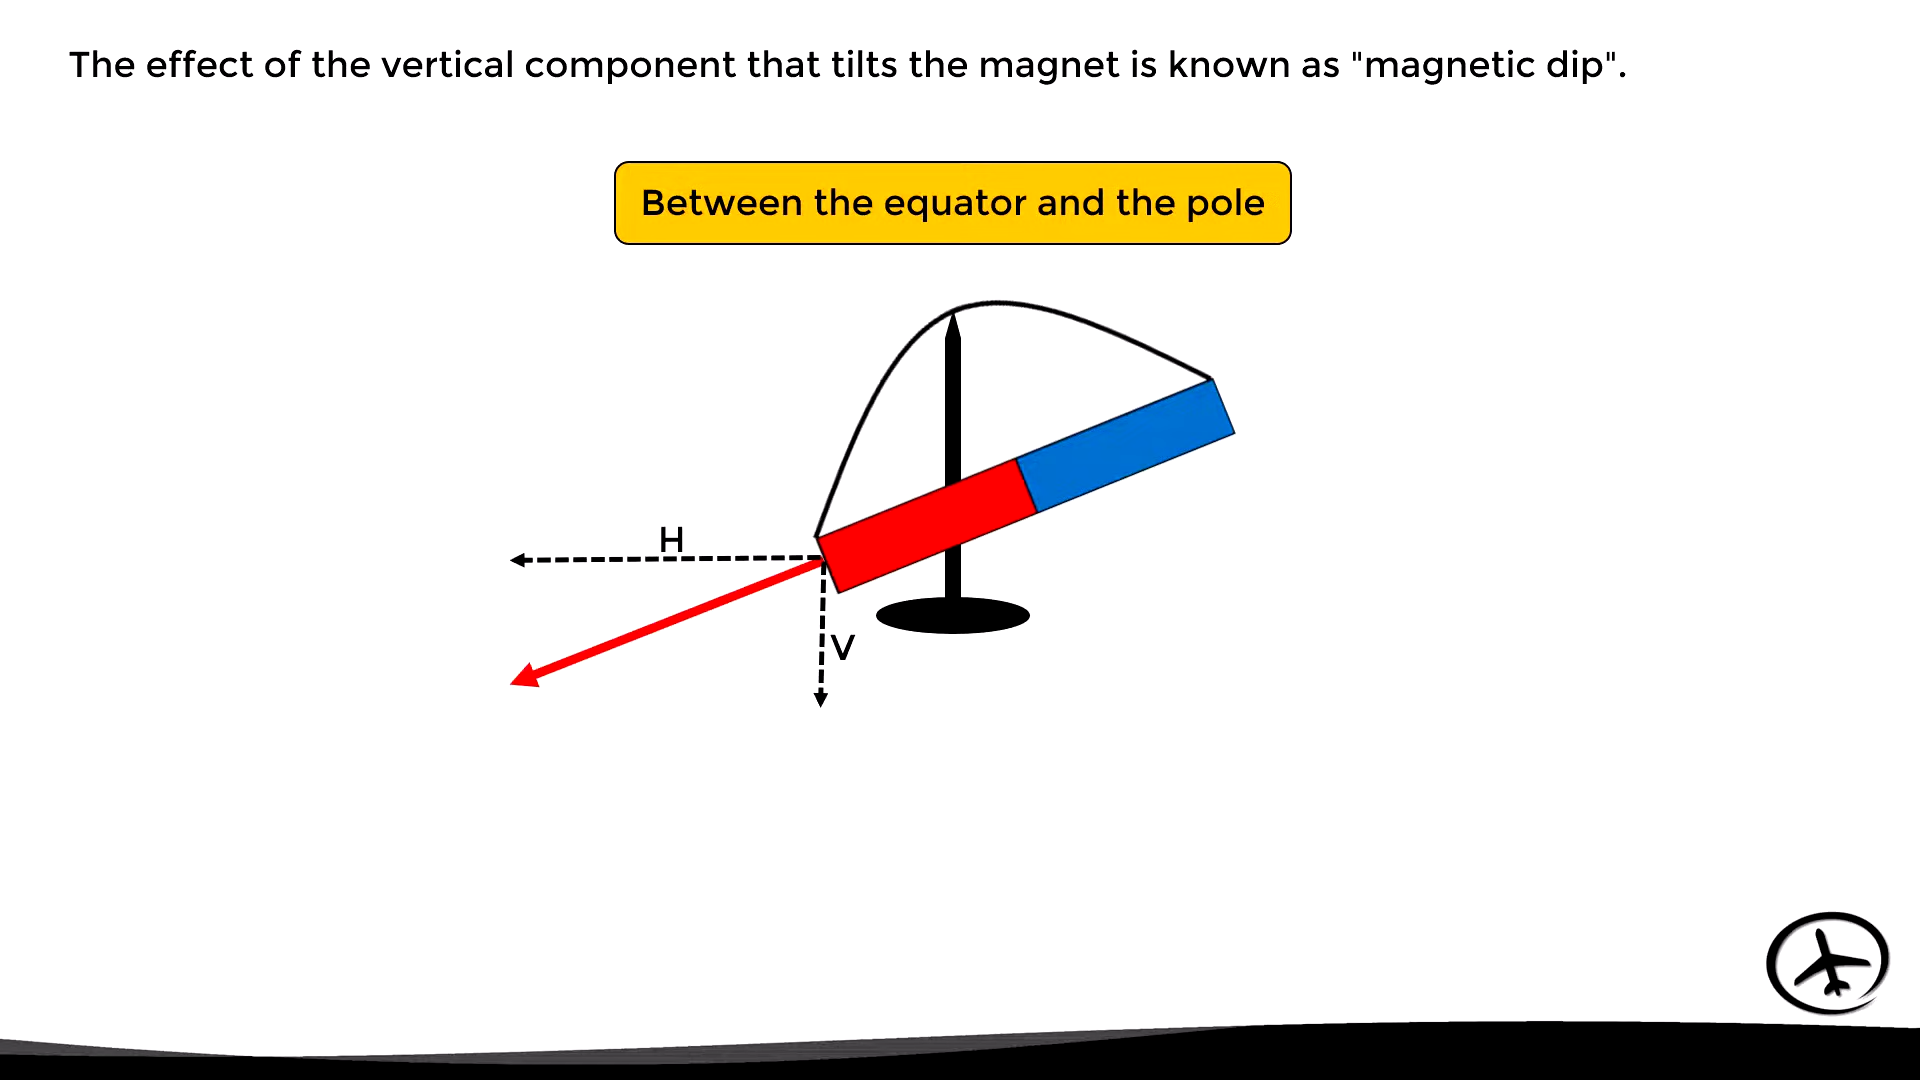 The effect of the vertical component that tilts the magnet is known as "magnetic dip".
Between the equator and the pole
H
V